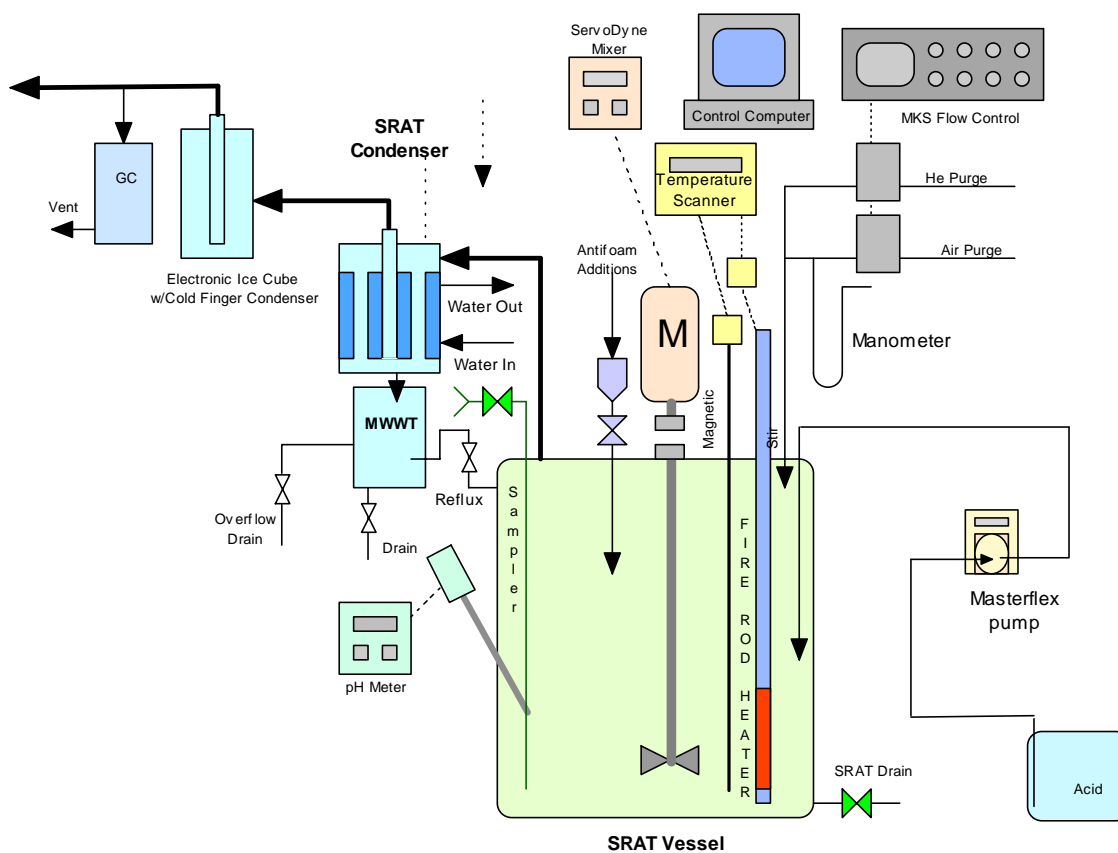 ServoDyne
Mixer
Control Computer
MKS Flow Control
SRAT
Condenser
GC
Vent
Temperature
Scanner
He Purge
Air Purge
Electronic Ice Cube
w/Cold Finger Condenser
Water Out
Water In
Antifoam
Additions
M
Manometer
Magnetic
Stir
MWWT
Reflux
Overflow
Drain
Drain
Sampler
FIRE ROD HEATER
Masterflex
pump
pH Meter
SRAT Drain
Acid
SRAT Vessel